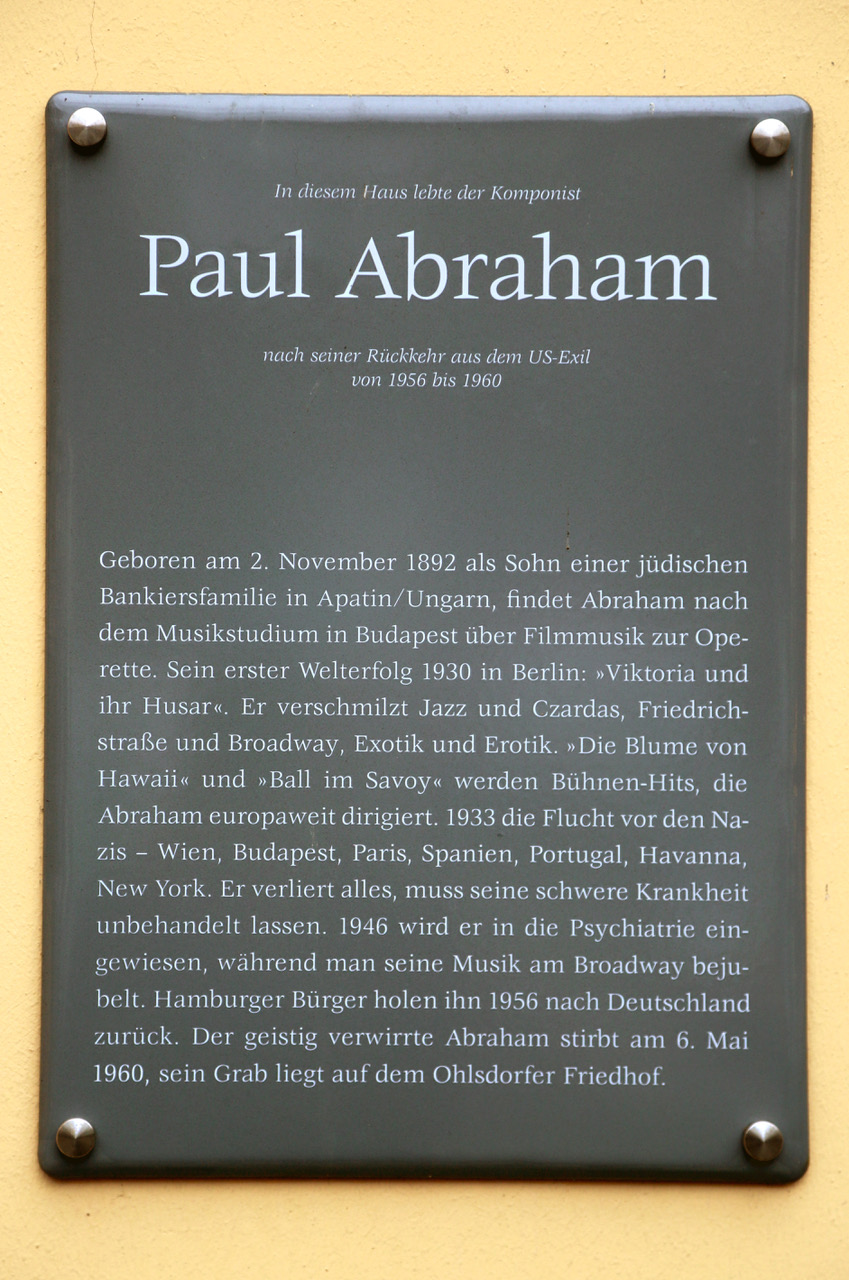 In diesem Haus lebte der Komponist
Paul Abraham
nach seiner Rückkehr aus dem US-Exil
von 1956 bis 1960
Geboren am 2. November 1892 als Sohn einer jüdischen
Bankiersfamilie in Apatin/Ungarn, findet Abraham nach
dem Musikstudium in Budapest über Filmmusik zur Ope-
rette. Sein erster Welterfolg 1930 in Berlin: »Viktoria und
ihr Husar«. Er verschmilzt Jazz und Czardas, Friedrich-
straße und Broadway, Exotik und Erotik. »Die Blume von
Hawaii« und »Ball im Savoy« werden Bühnen-Hits, die
Abraham europaweit dirigiert. 1933 die Flucht vor den Na-
zis – Wien, Budapest, Paris, Spanien, Portugal, Havanna,
New York. Er verliert alles, muss seine schwere Krankheit
unbehandelt lassen. 1946 wird er in die Psychiatrie ein-
gewiesen, während man seine Musik am Broadway beju-
belt. Hamburger Bürger holen ihn 1956 nach Deutschland
zurück. Der geistig verwirrte Abraham stirbt am 6. Mai
1960, sein Grab liegt auf dem Ohlsdorfer Friedhof.